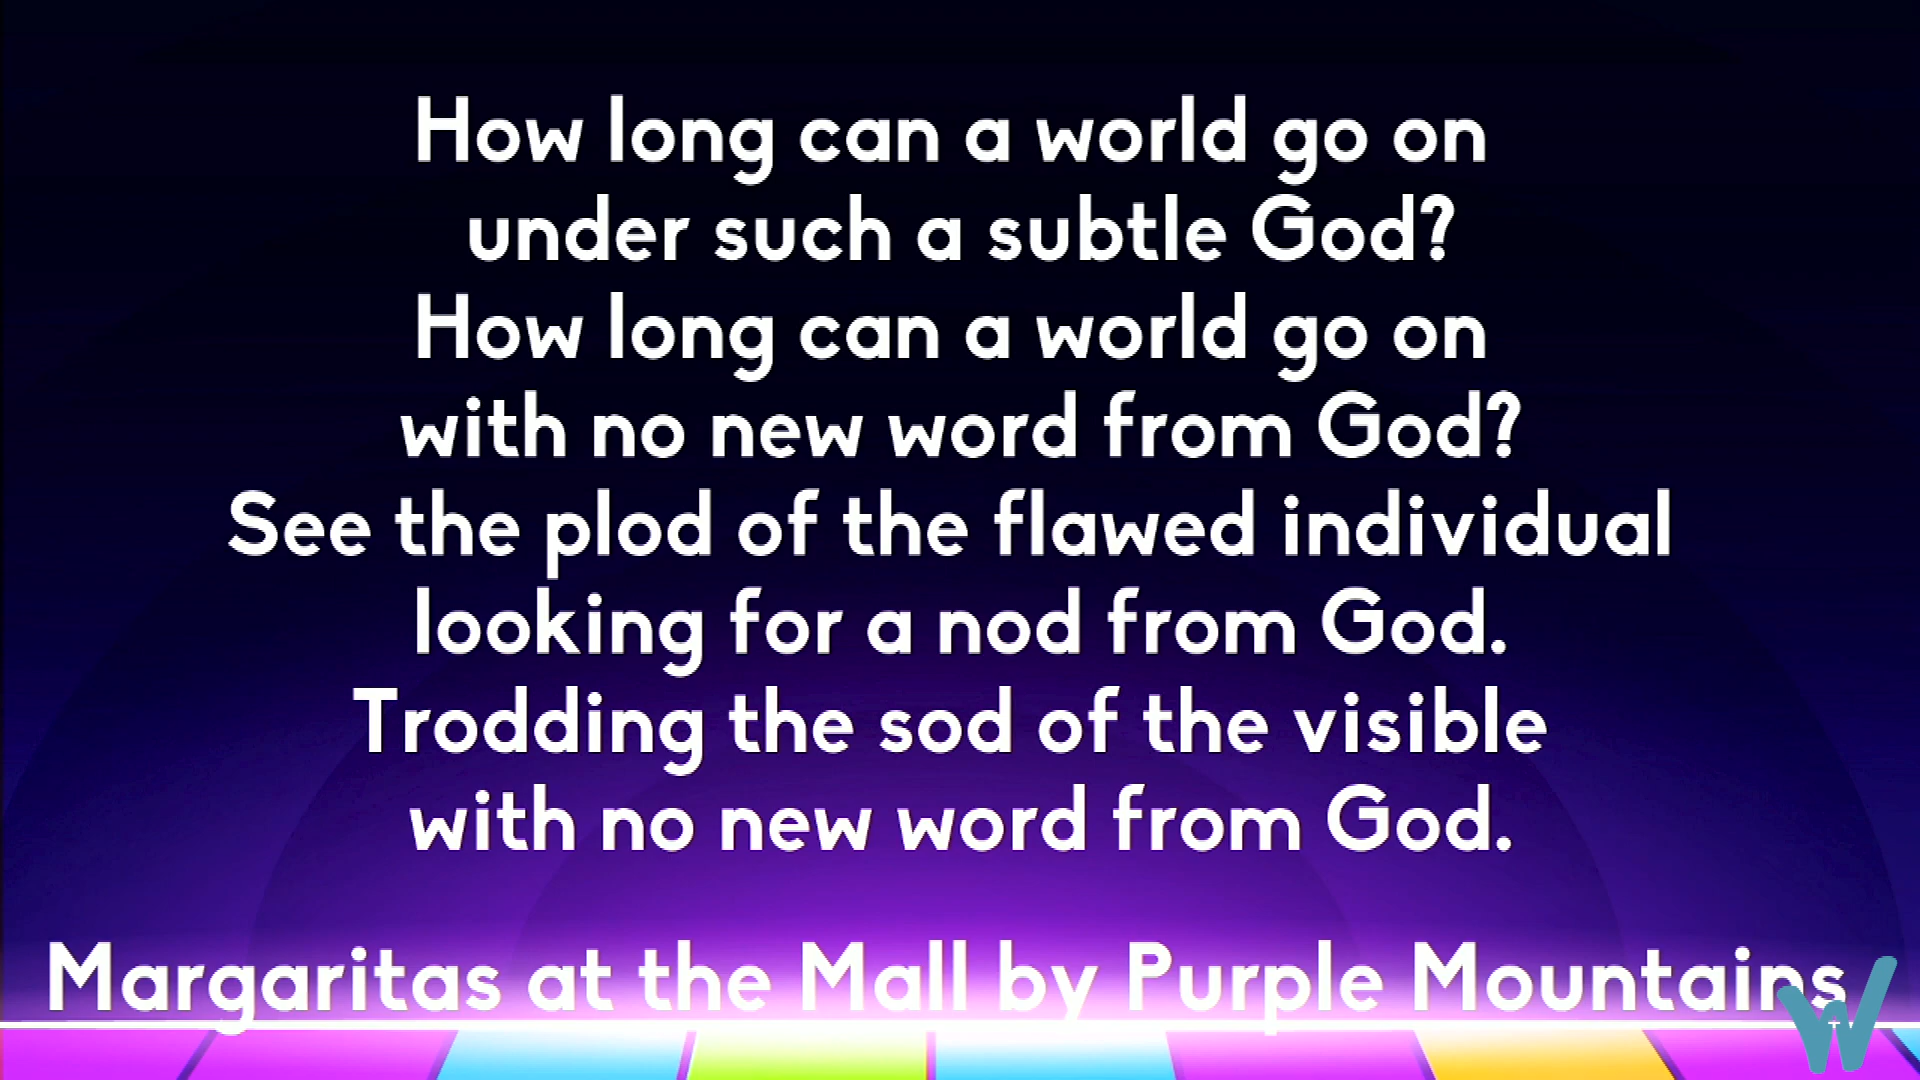 How long can a world go on
under such a subtle God?
How long can a world go on
with no new word from God?
See the plod of the flawed individual
looking for a nod from God.
Trodding the sod of the visible
with no new word from God.
Margaritas at the Mall by Purple Mountains
W